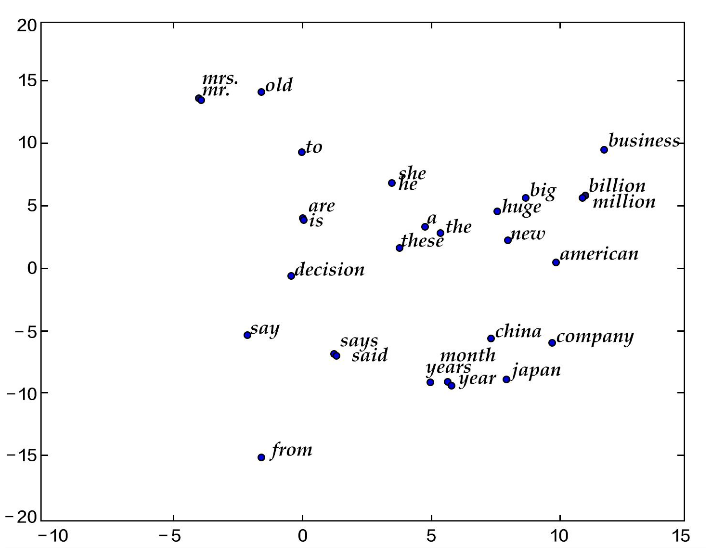 20
mrs.
15
mr.
old
10
to
business
she
he
big
billion
5
are
huge
million
is
a
the
new
these
american
0
decision
say
china
company
−5
says
said
month
years
year
japan
−10
from
−15
−20
−10
−5
0
5
10
15